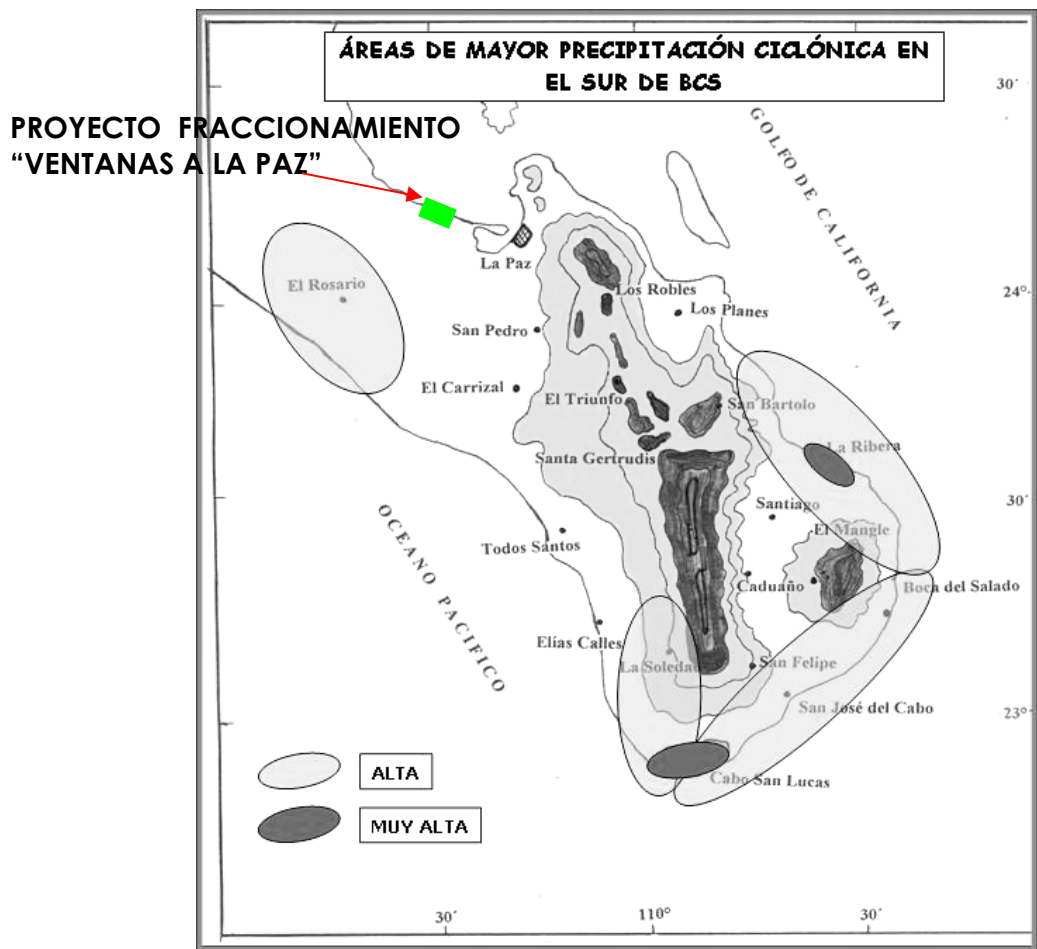 ÁREAS DE MAYOR PRECIPITACIÓN CICLÓNICA EN
EL SUR DE BCS
30´
PROYECTO FRACCIONAMIENTO
“VENTANAS A LA PAZ”
GOLFO DE CALIFORNIA
La Paz
El Rosario
Los Robles
24°
Los Planes
San Pedro
El Carrizal
El Triunfo
San Bartolo
La Ribera
Santa Gertrudis
30´
Santiago
El Mangle
OCEANO PACIFICO
Todos Santos
Caduaño
Boca del Salado
Elías Calles
La Soledad
San Felipe
San José del Cabo
23°
ALTA
Cabo San Lucas
MUY ALTA
30´
110°
30´